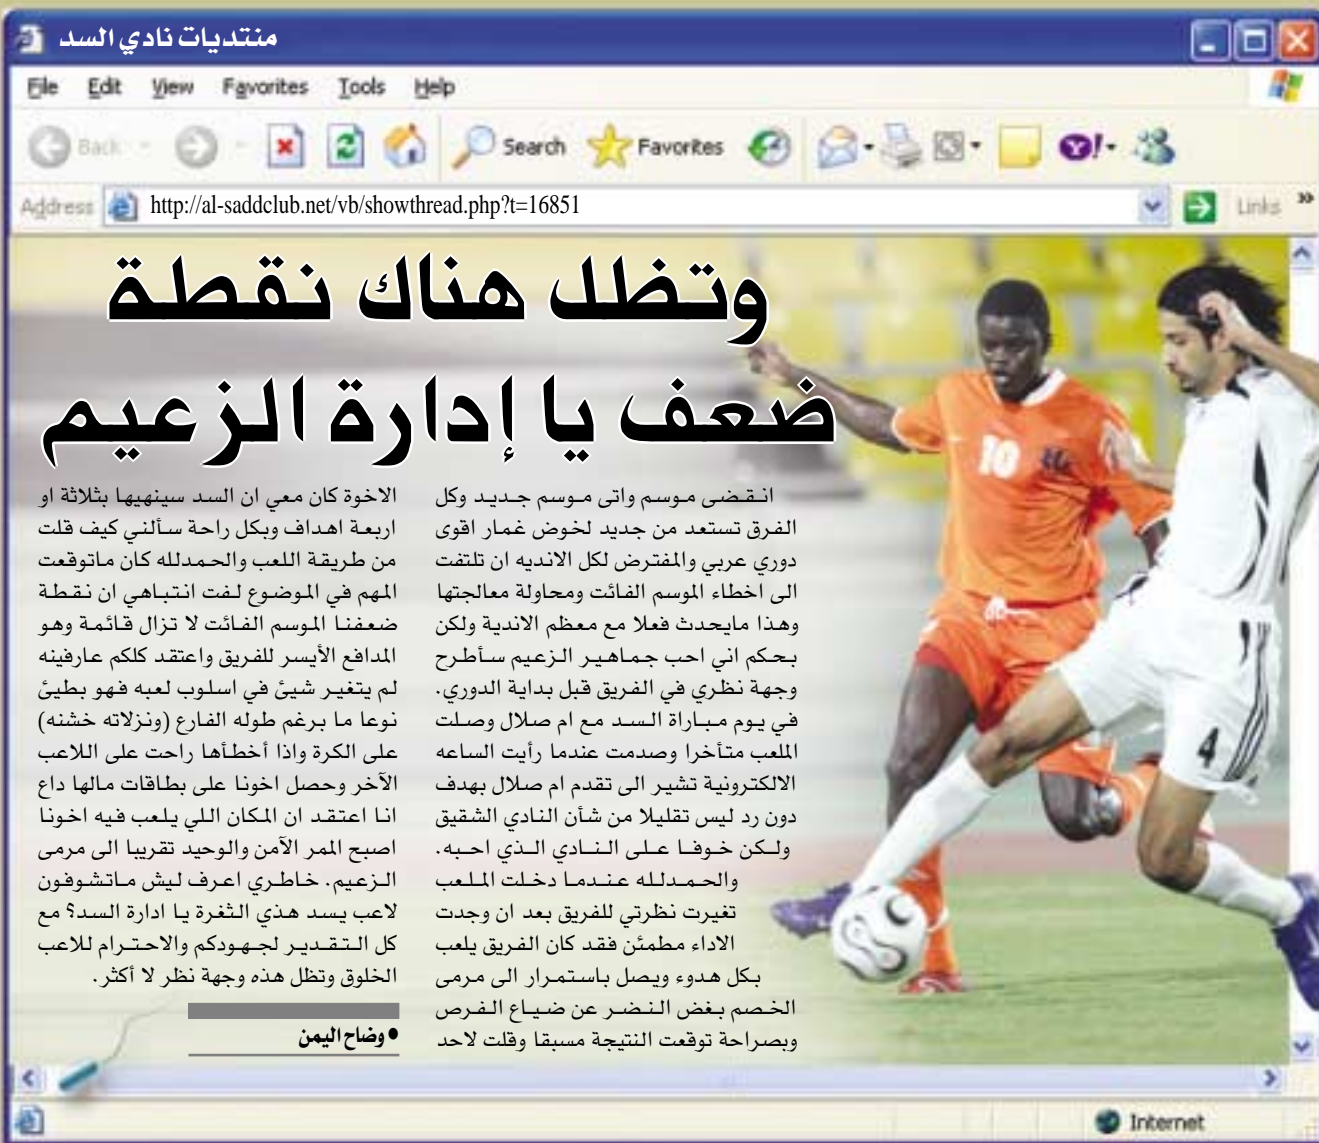 منتديات نادي السد
File Edit View Favorites Tools Help
Back Search Favorites
Address http://al-saddclub.net/vb/showthread.php?t=16851 Links
وتظل هناك نقطة
ضعف يا إدارة الزعيم
انقضى موسم واتى موسم جديد وكل
الفرق تستعد من جديد لخوض غمار اقوى
دوري عربي والمفترض لكل الانديه ان تلتفت
الى اخطاء الموسم الفائت ومحاولة معالجتها
وهذا مايحدث فعلا مع معظم الاندية ولكن
بحكم اني احب جماهير الزعيم سأطرح
وجهة نظري في الفريق قبل بداية الدوري.
في يوم مباراة السد مع ام صلال وصلت
الملعب متأخرا وصدمت عندما رأيت الساعه
الالكترونية تشير الى تقدم ام صلال بهدف
دون رد ليس تقليلا من شأن النادي الشقيق
ولكن خوفا على النادي الذي احبه.
والحمدلله عندما دخلت الملعب
تغيرت نظرتي للفريق بعد ان وجدت
الاداء مطمئن فقد كان الفريق يلعب
بكل هدوء ويصل باستمرار الى مرمى
الخصم بغض النضر عن ضياع الفرص
وبصراحة توقعت النتيجة مسبقا وقلت لاحد
الاخوة كان معي ان السد سينهيها بثلاثة او
اربعة اهداف وبكل راحة سألني كيف قلت
من طريقة اللعب والحمدلله كان ماتوقعت
المهم في الموضوع لفت انتباهي ان نقطة
ضعفنا الموسم الفائت لا تزال قائمة وهو
المدافع الأيسر للفريق واعتقد كلكم عارفينه
لم يتغير شيئ في اسلوب لعبه فهو بطيئ
نوعا ما برغم طوله الفارع (ونزلاته خشنه)
على الكرة واذا أخطأها راحت على اللاعب
الآخر وحصل اخونا على بطاقات مالها داع
انا اعتقد ان المكان اللي يلعب فيه اخونا
اصبح الممر الآمن والوحيد تقريبا الى مرمى
الزعيم. خاطري اعرف ليش ماتشوفون
لاعب يسد هذي الثغرة يا ادارة السد؟ مع
كل التقدير لجهودكم والاحترام للاعب
الخلوق وتظل هذه وجهة نظر لا أكثر.
• وضاح اليمن
10
4
Internet